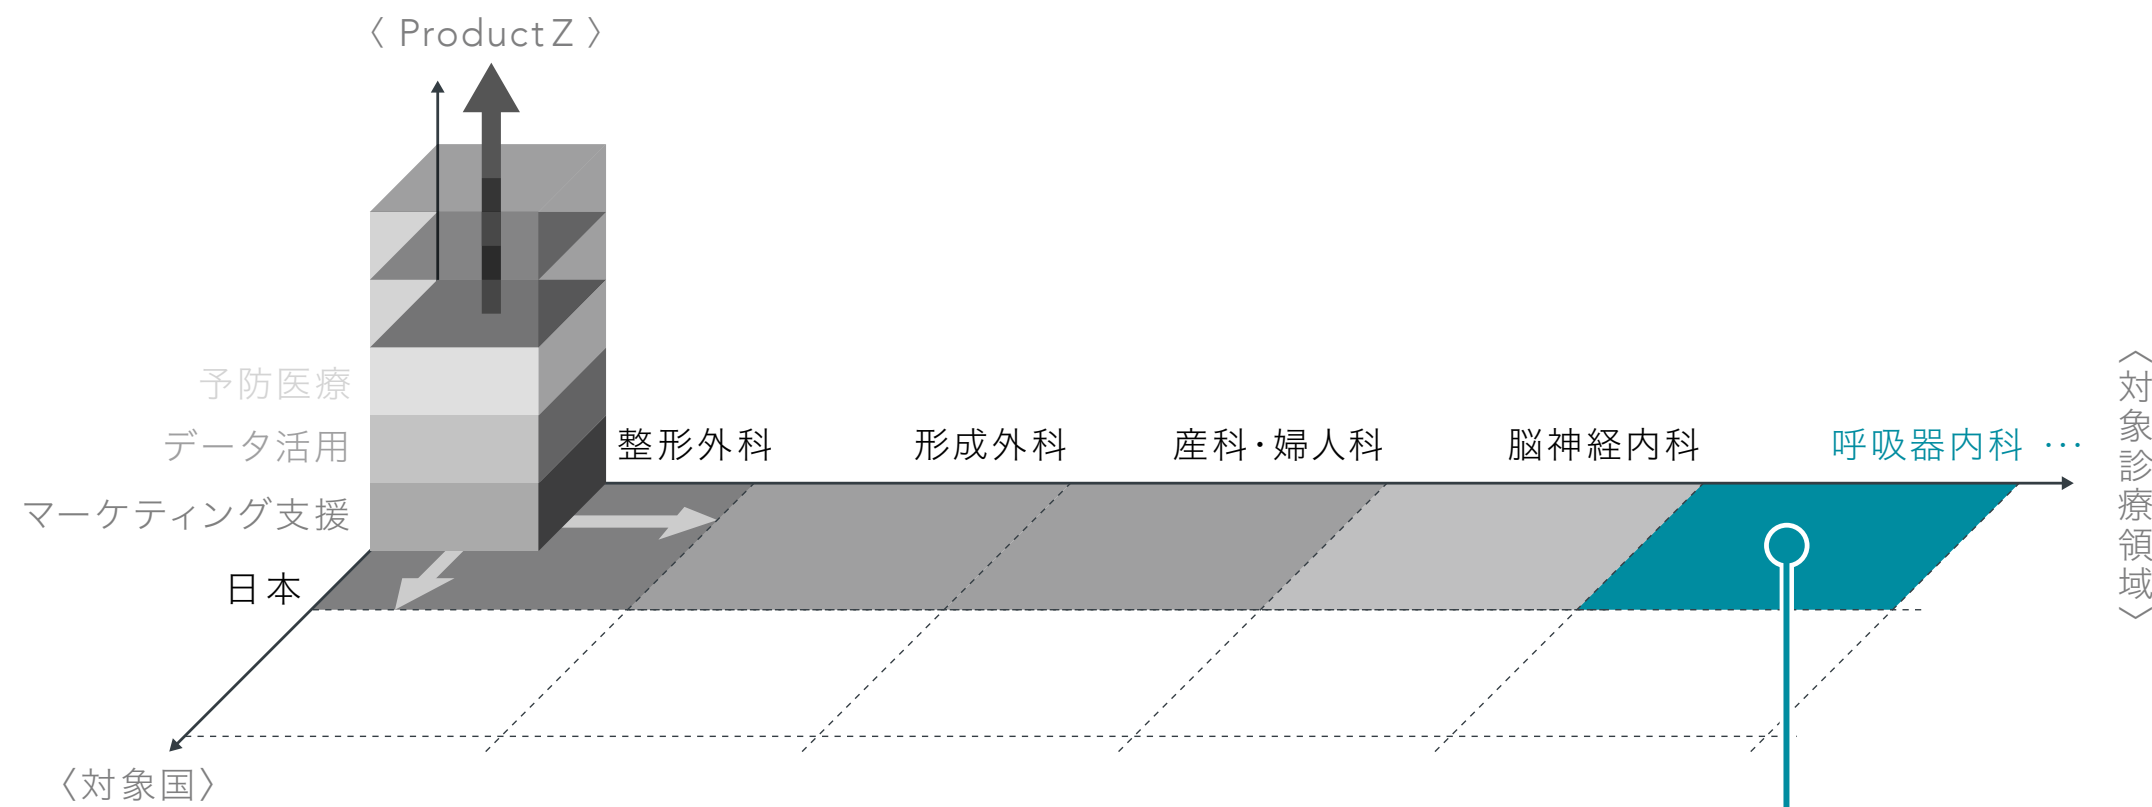 〈 Product Z 〉
予防医療
データ活用
マーケティング支援
整形外科
形成外科
産科・婦人科
脳神経内科
呼吸器内科 …
〈対象診療領域〉
日本
〈対象国〉